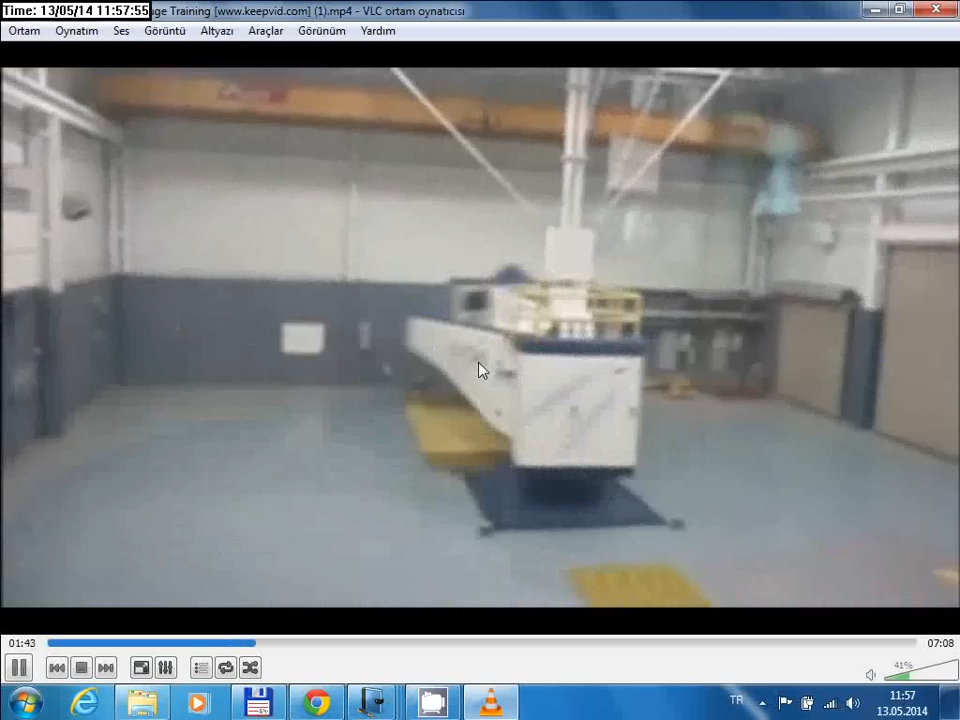 Time: 13/05/14 11:57:55
ge Training [www.keepvid.com] (1).mp4 - VLC ortam oynatıcısı
Ortam Oynatım Ses Görüntü Altyazı Araçlar Görünüm Yardım
01:43
07:08
41%
TR
11:57
13.05.2014